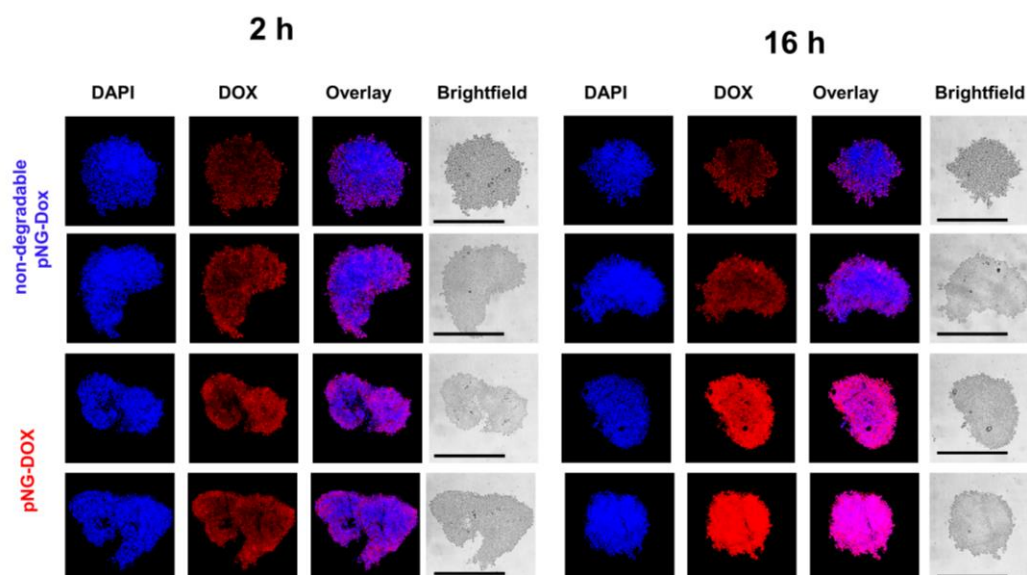 2 h
16 h
DAPI DOX Overlay Brightfield DAPI DOX Overlay Brightfield
non-degradable
pNG-Dox
pNG-DOX